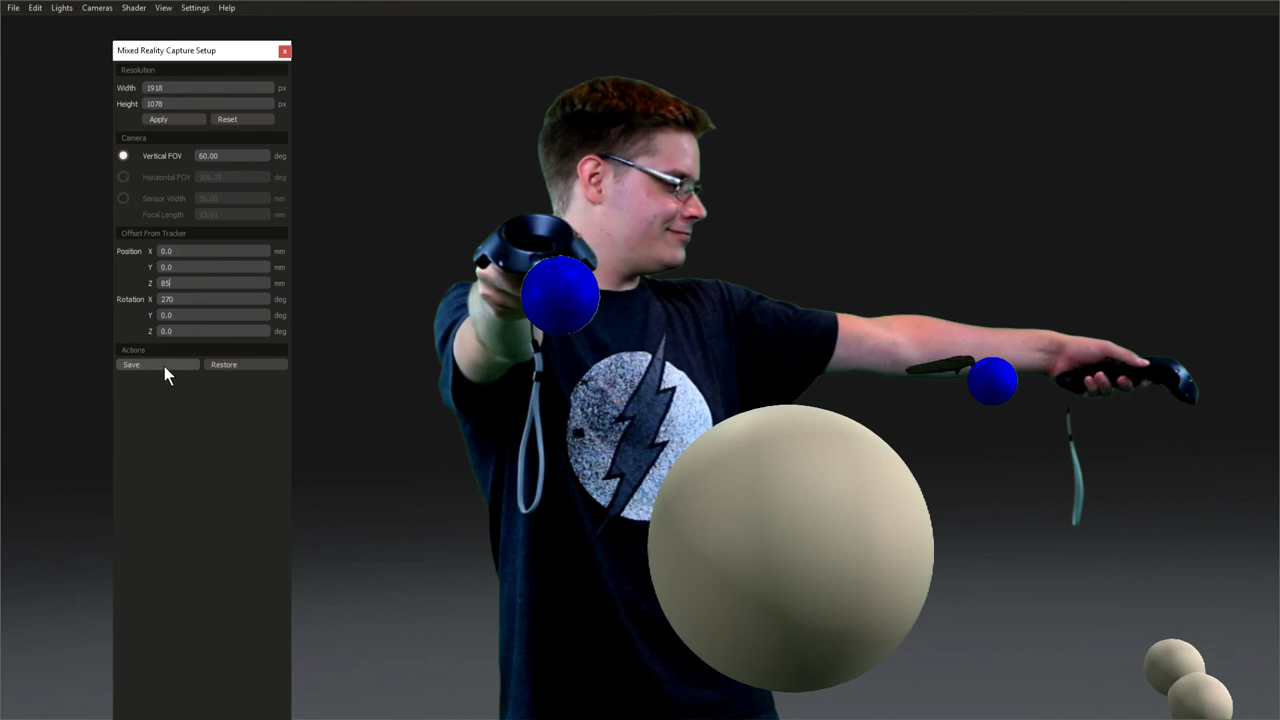 File Edit Lights Cameras Shader View Settings Help
Mixed Reality Capture Setup x
Resolution
Width 1918 px
Height 1078 px
Apply Reset
Camera
Vertical FOV 60.00 deg
Horizontal FOV deg
Sensor Width 35.00 mm
Focal Length mm
Offset From Tracker
Position X 0.0 mm
Y 0.0 mm
Z 85 mm
Rotation X 270 deg
Y 0.0 deg
Z 0.0 deg
Actions
Save Restore